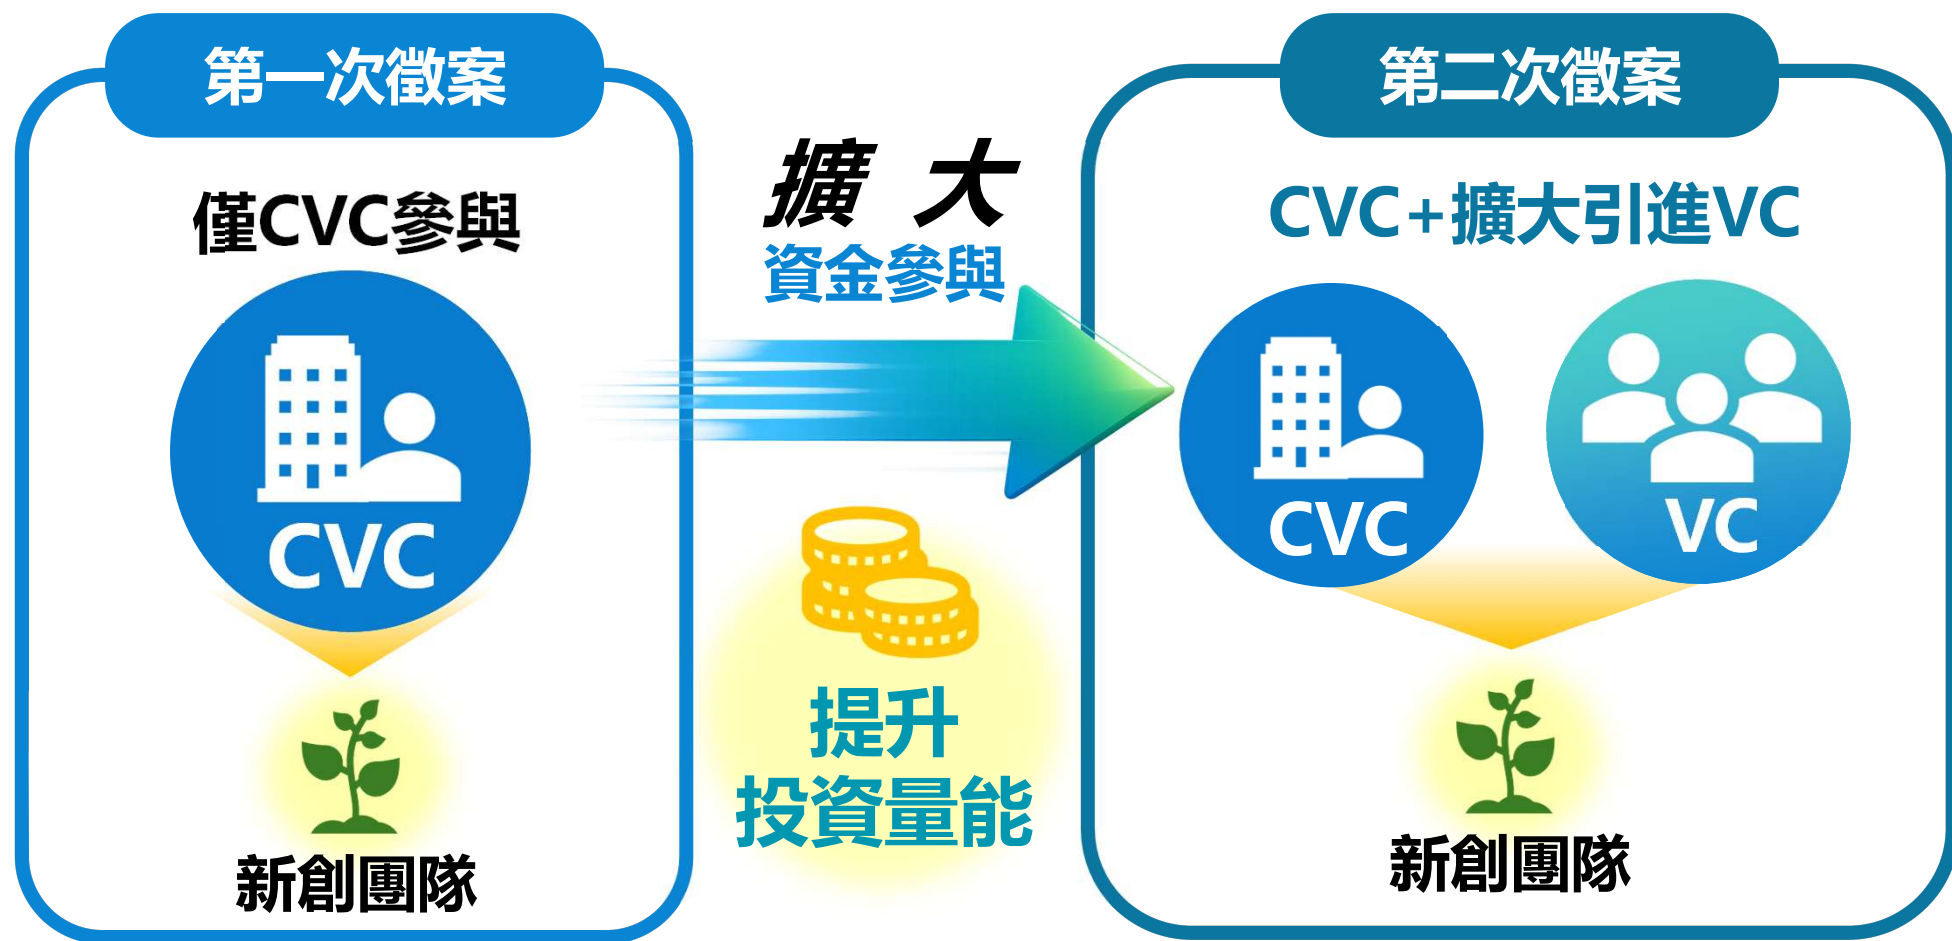 第一次徵案
僅CVC參與
CVC
新創團隊
擴大
資金參與
提升
投資量能
第二次徵案
CVC+擴大引進VC
CVC
VC
新創團隊